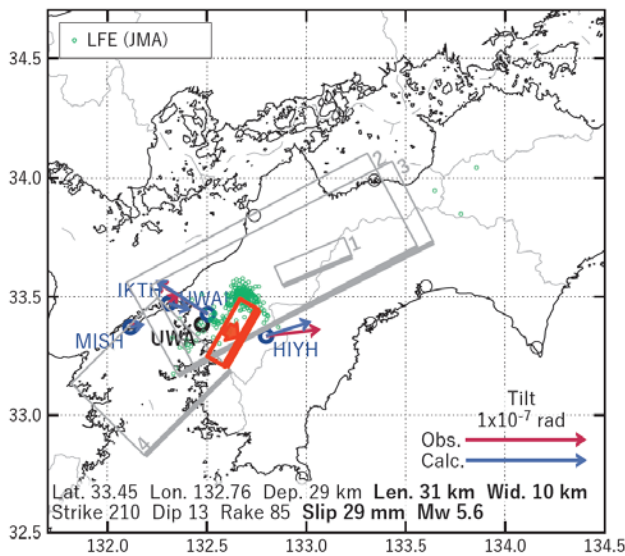 34.5
LFE (JMA)
2
3
34.0
1
33.5
IKTH
UWAI
MISH
UWA
HIYH
Tilt
1x10⁻⁷ rad
33.0
4
Obs.
Calc.
Lat. 33.45 Lon. 132.76 Dep. 29 km Len. 31 km Wid. 10 km
Strike 210 Dip 13 Rake 85 Slip 29 mm Mw 5.6
32.5
132.0 132.5 133.0 133.5 134.0 134.5